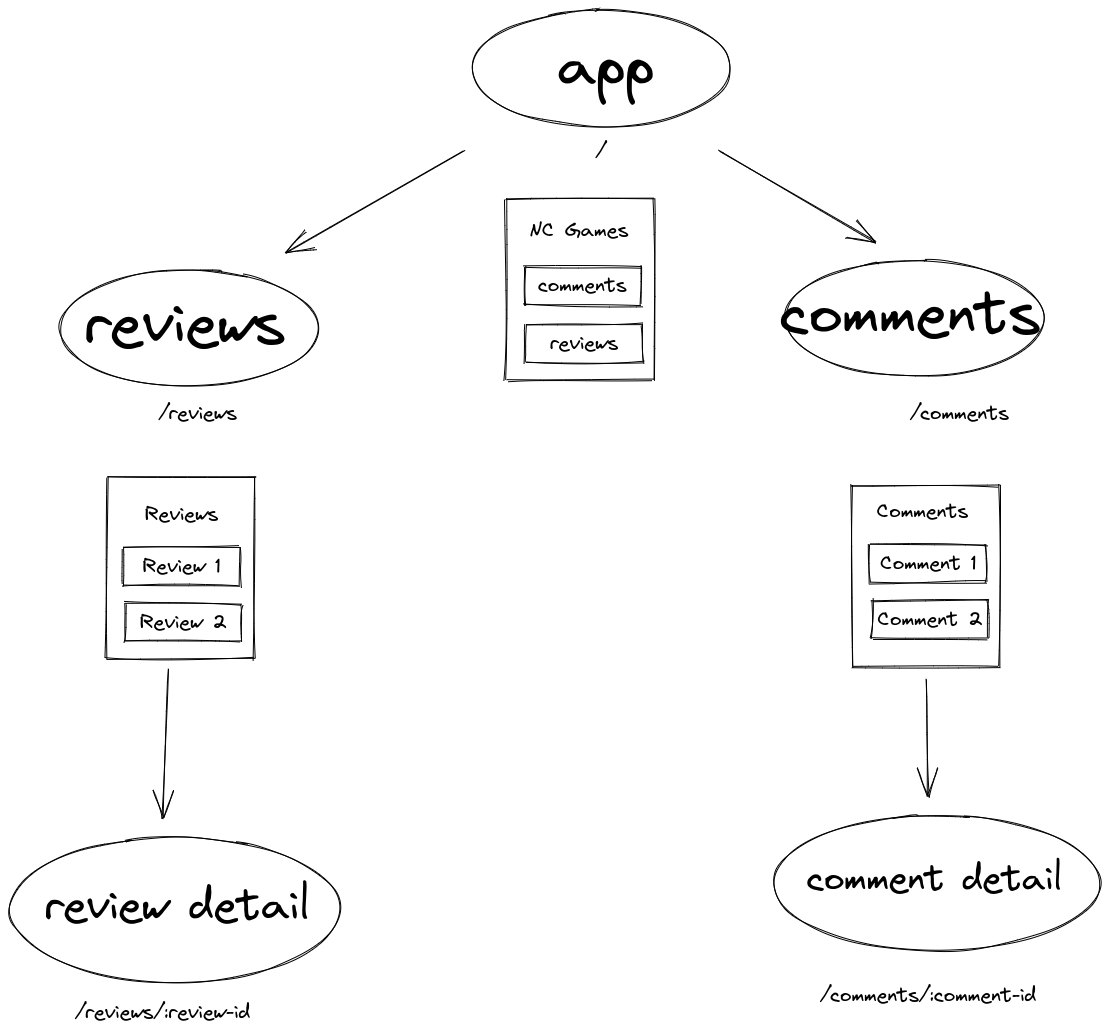 app
/
NC Games
comments
reviews
reviews
/reviews
comments
/comments
Reviews
Review 1
Review 2
Comments
Comment 1
Comment 2
review detail
/reviews/:review-id
comment detail
/comments/:comment-id